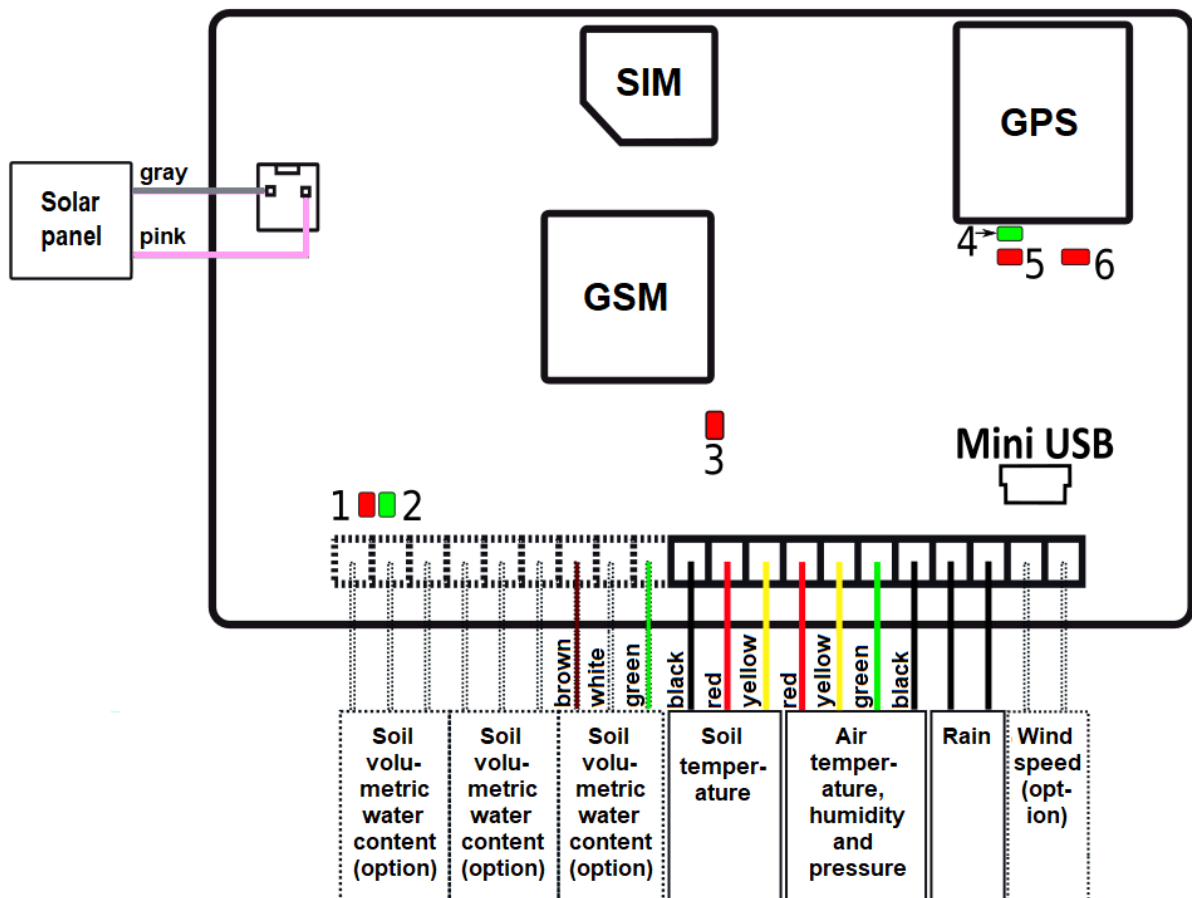 SIM
GPS
gray
Solar
panel
pink
4
5
6
GSM
3
Mini USB
1
2
brown
white
green
black
red
yellow
red
yellow
green
black
Soil
volu-
metric
water
content
(option)
Soil
volu-
metric
water
content
(option)
Soil
volu-
metric
water
content
(option)
Soil
temper-
ature
Air
temper-
ature,
humidity
and
pressure
Rain
Wind
speed
(opt-
ion)